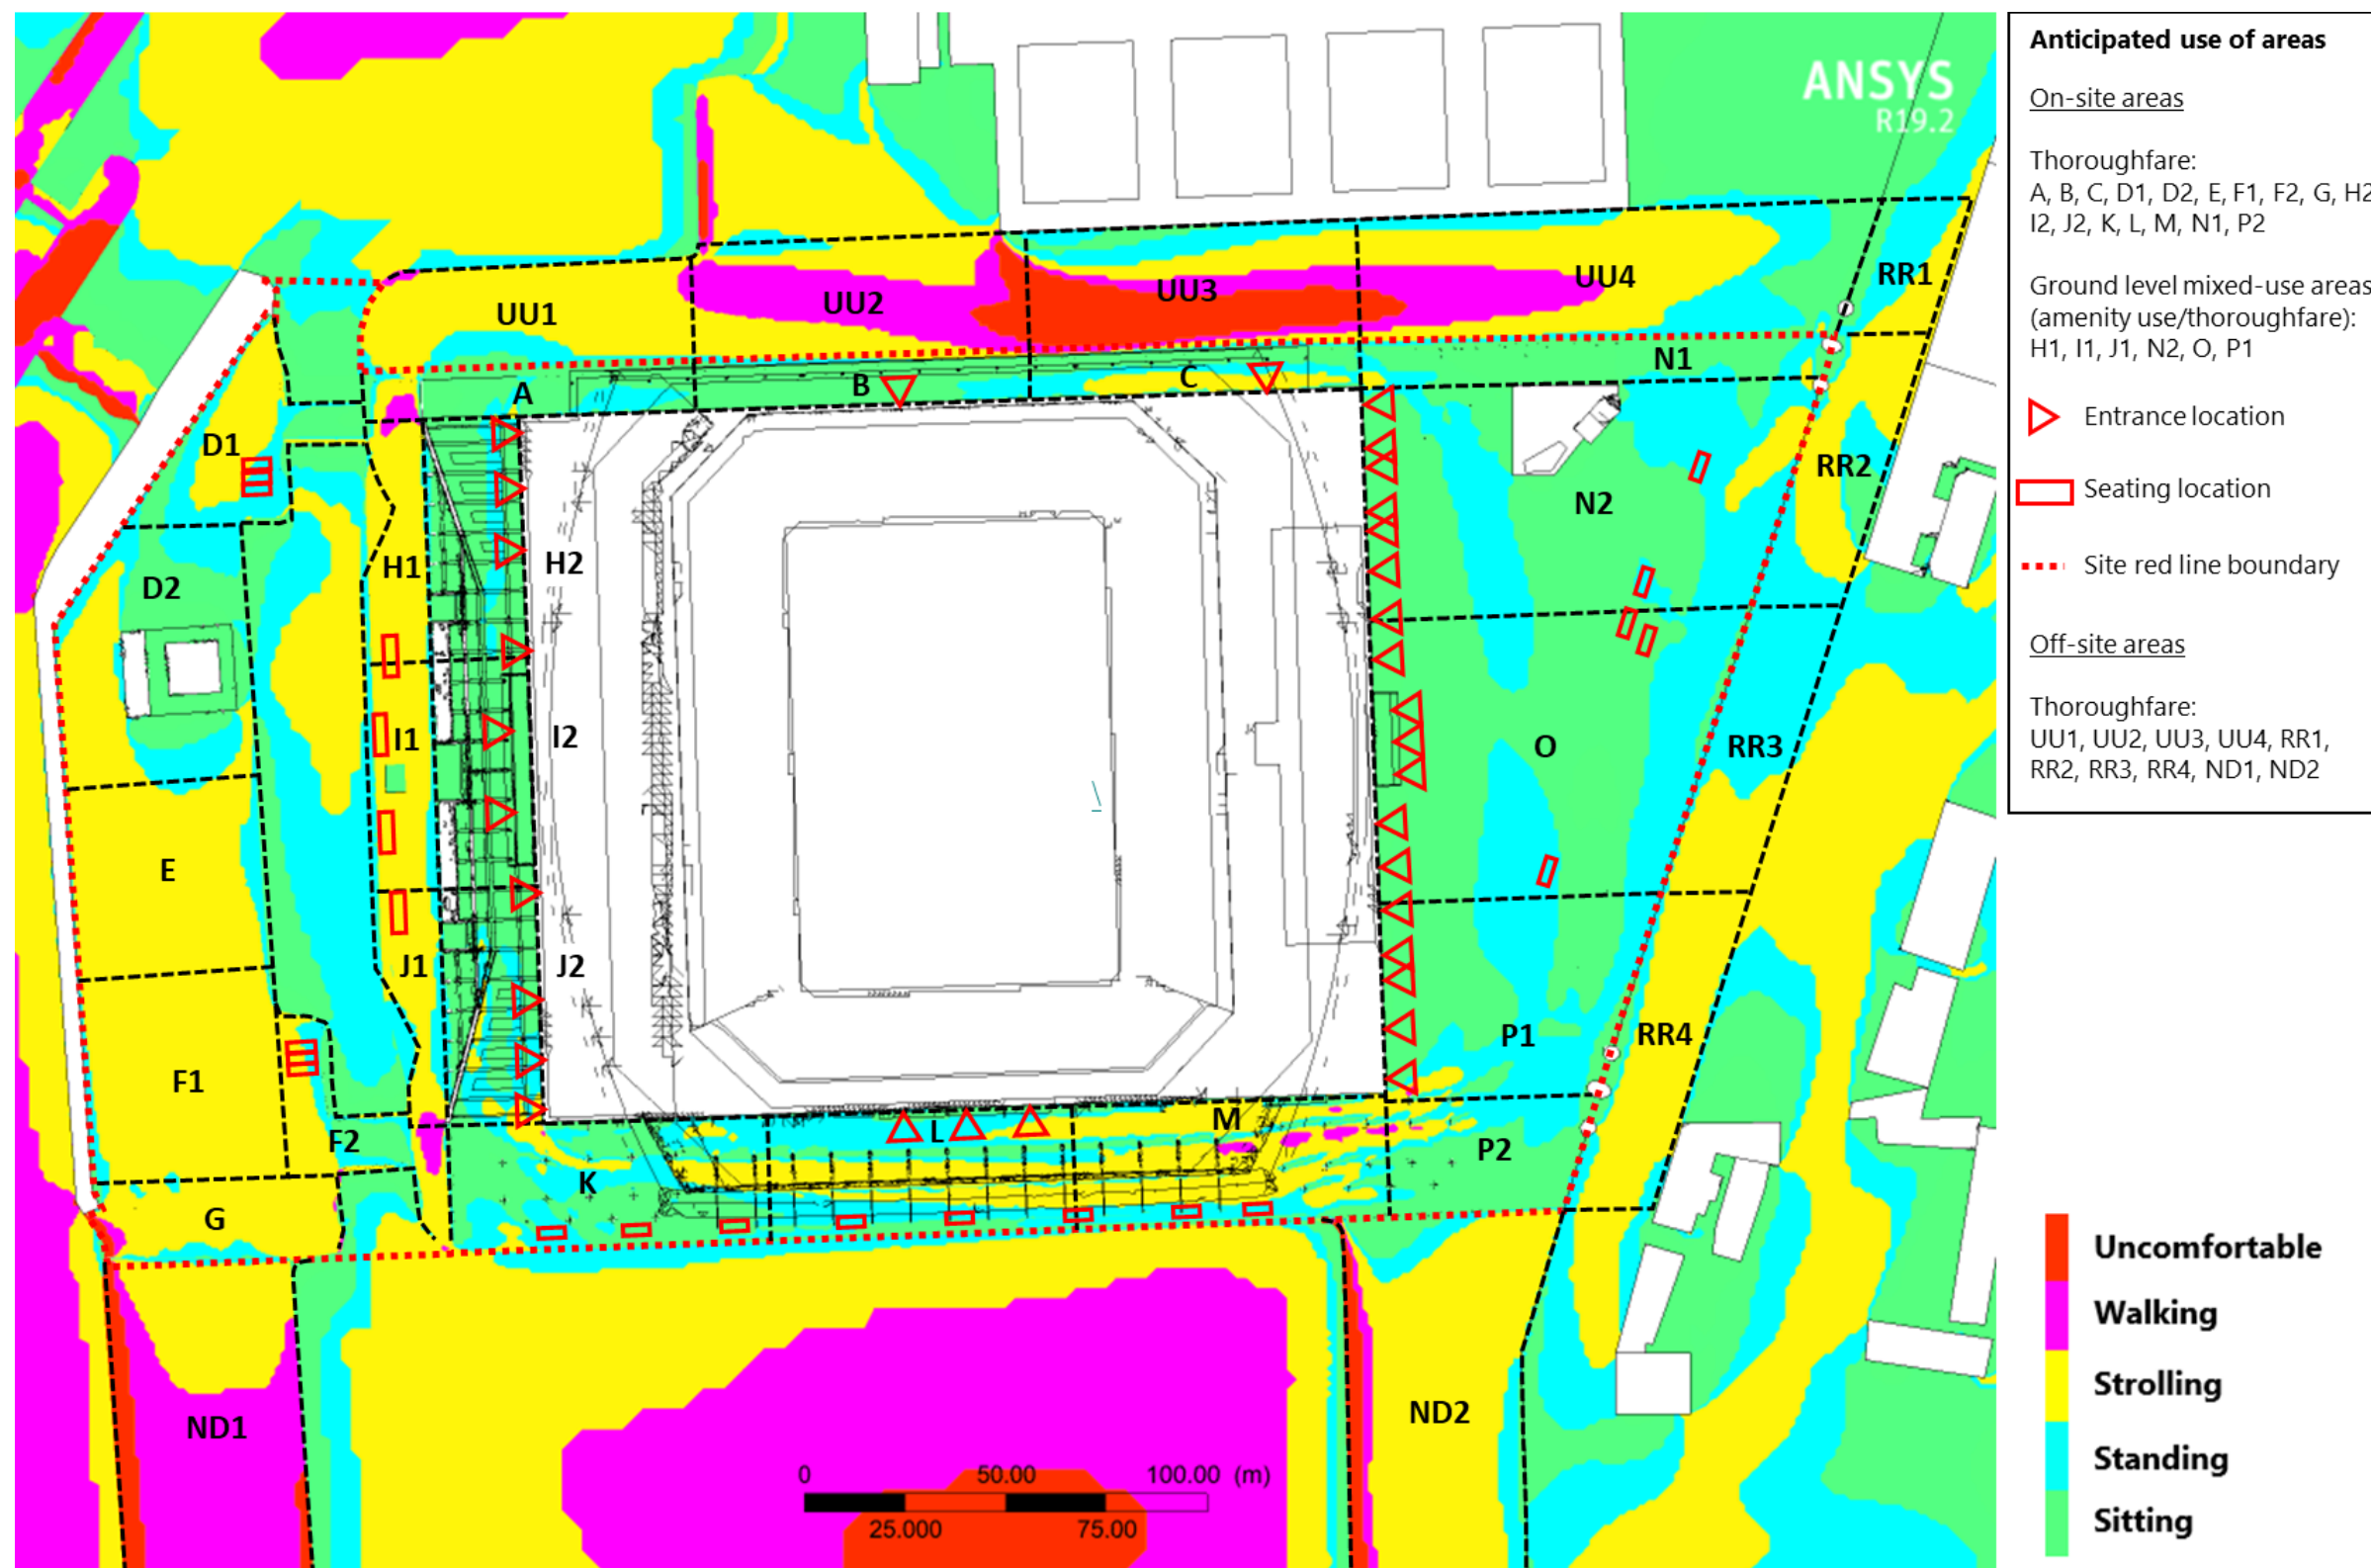 ANSYS
R19.2
UU1
UU2
UU3
UU4
RR1
A
B
C
N1
D1
RR2
N2
H1
H2
D2
I1
I2
O
RR3
E
J1
J2
P1
RR4
F1
F2
L
M
P2
K
G
ND1
ND2
0 50.00 100.00 (m)
25.000 75.00
Anticipated use of areas
On-site areas
Thoroughfare:
A, B, C, D1, D2, E, F1, F2, G, H2
I2, J2, K, L, M, N1, P2
Ground level mixed-use areas
(amenity use/thoroughfare):
H1, I1, J1, N2, O, P1
Entrance location
Seating location
Site red line boundary
Off-site areas
Thoroughfare:
UU1, UU2, UU3, UU4, RR1,
RR2, RR3, RR4, ND1, ND2
Uncomfortable
Walking
Strolling
Standing
Sitting